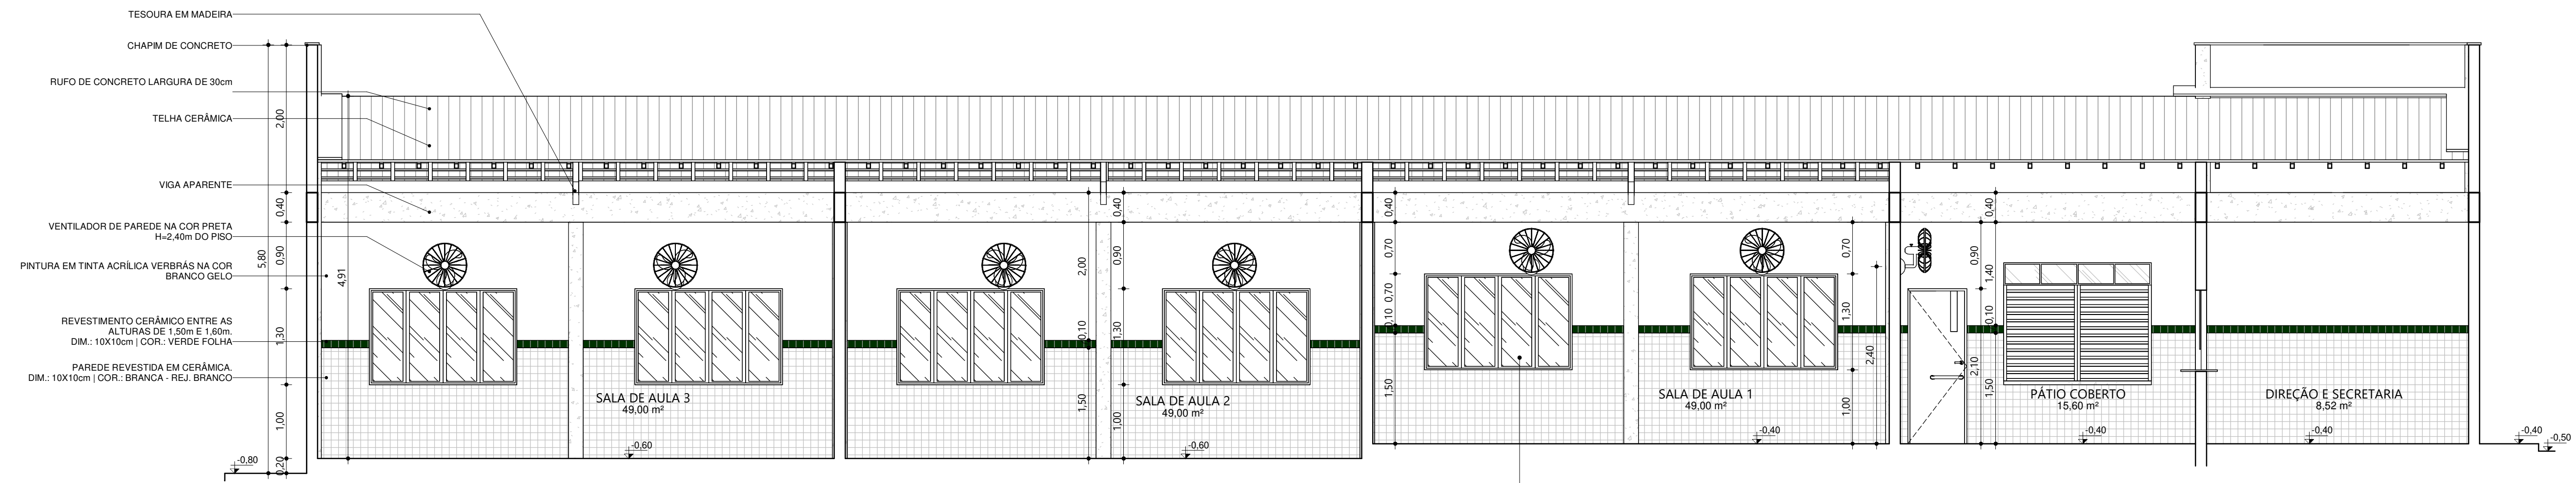 TESOURA EM MADEIRA
CHAPIM DE CONCRETO
RUFO DE CONCRETO LARGURA DE 30cm
TELHA CERÂMICA
VIGA APARENTE
VENTILADOR DE PAREDE NA COR PRETA
H=2,40m DO PISO
PINTURA EM TINTA ACRÍLICA VERBRÁS NA COR
BRANCO GELO
REVESTIMENTO CERÂMICO ENTRE AS
ALTURAS DE 1,50m E 1,60m.
DIM.: 10X10cm | COR.: VERDE FOLHA
PAREDE REVESTIDA EM CERÂMICA.
DIM.: 10X10cm | COR.: BRANCA - REJ. BRANCO
-0,80
5,80
2,00
0,40
0,90
1,30
1,00
0,20
4,91
SALA DE AULA 3
49,00 m²
-0,60
2,00
0,10
1,50
0,40
0,90
1,30
1,00
SALA DE AULA 2
49,00 m²
-0,60
0,40
0,70
0,70
0,10
1,50
SALA DE AULA 1
49,00 m²
-0,40
0,70
1,30
1,00
2,40
0,90
2,10
0,40
1,40
0,10
1,50
PÁTIO COBERTO
15,60 m²
-0,40
DIREÇÃO E SECRETARIA
8,52 m²
-0,40
-0,40
-0,50